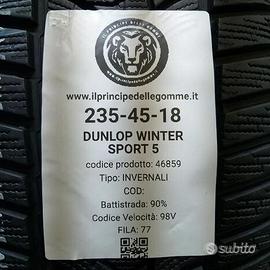 IL PRINCIPE DELLE GOMME
www.ilprincipedellegomme.it
235-45-18
DUNLOP WINTER
SPORT 5
codice prodotto: 46859
Tipo: INVERNALI
COD:
Battistrada: 90%
Codice Velocità: 98V
FILA: 77
subito